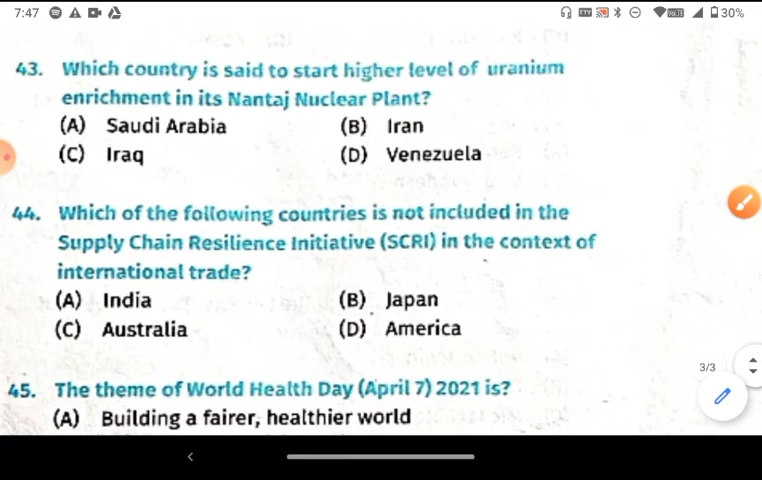 7:47 30%
43. Which country is said to start higher level of uranium
enrichment in its Nantaj Nuclear Plant?
(A) Saudi Arabia (B) Iran
(C) Iraq (D) Venezuela
44. Which of the following countries is not included in the
Supply Chain Resilience Initiative (SCRI) in the context of
international trade?
(A) India (B) Japan
(C) Australia (D) America
3/3
45. The theme of World Health Day (April 7) 2021 is?
(A) Building a fairer, healthier world